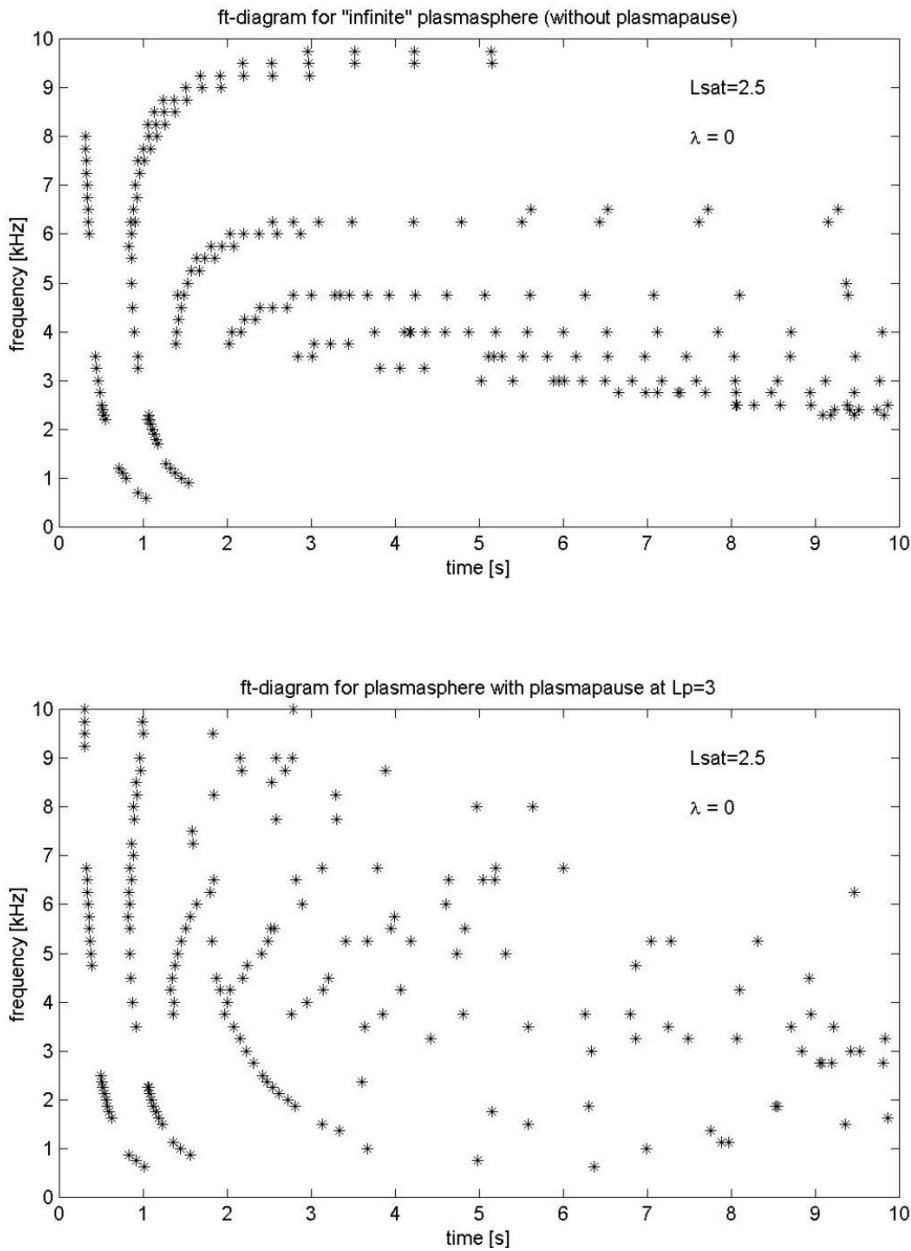 ft-diagram for "infinite" plasmasphere (without plasmapause)
10
9
8
7
6
5
4
3
2
1
0
frequency [kHz]
Lsat=2.5
λ = 0
0 1 2 3 4 5 6 7 8 9 10
time [s]
ft-diagram for plasmasphere with plasmapause at Lp=3
10
9
8
7
6
5
4
3
2
1
0
frequency [kHz]
Lsat=2.5
λ = 0
0 1 2 3 4 5 6 7 8 9 10
time [s]